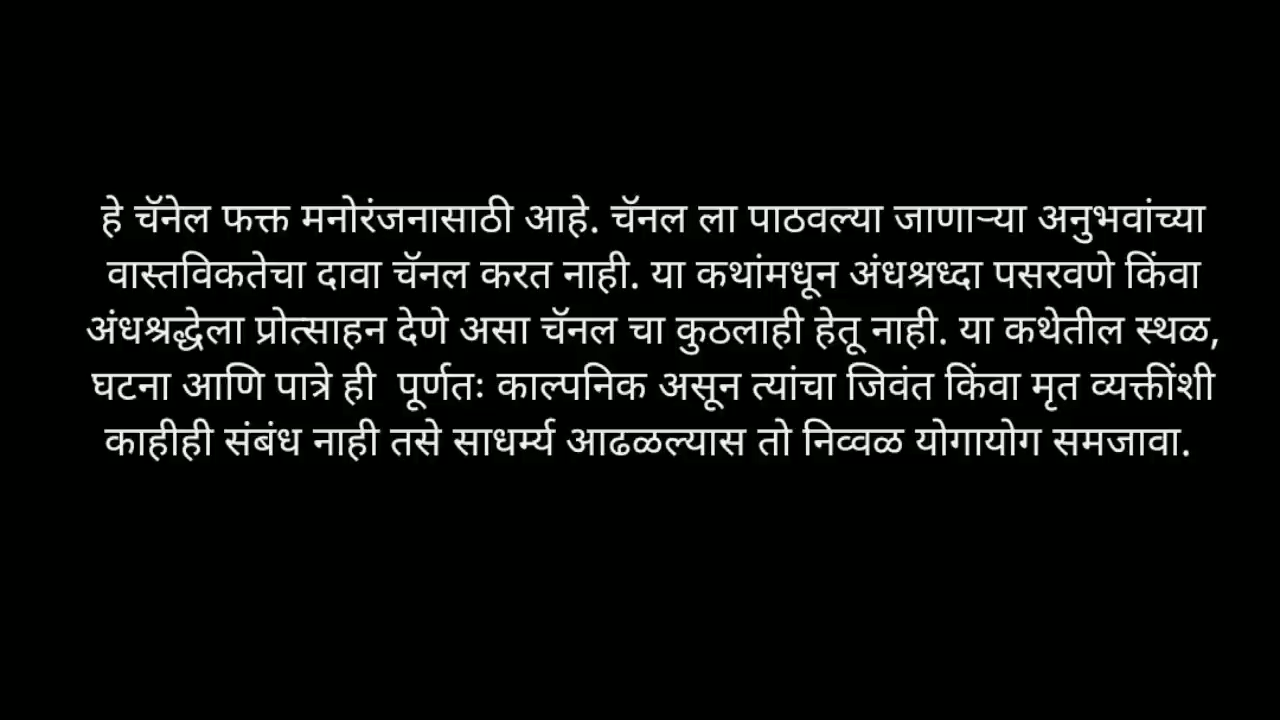 हे चॅनेल फक्त मनोरंजनासाठी आहे. चॅनल ला पाठवल्या जाणाऱ्या अनुभवांच्या
वास्तविकतेचा दावा चॅनल करत नाही. या कथांमधून अंधश्रध्दा पसरवणे किंवा
अंधश्रद्धेला प्रोत्साहन देणे असा चॅनल चा कुठलाही हेतू नाही. या कथेतील स्थळ,
घटना आणि पात्रे ही  पूर्णतः काल्पनिक असून त्यांचा जिवंत किंवा मृत व्यक्तींशी
काहीही संबंध नाही तसे साधर्म्य आढळल्यास तो निव्वळ योगायोग समजावा.